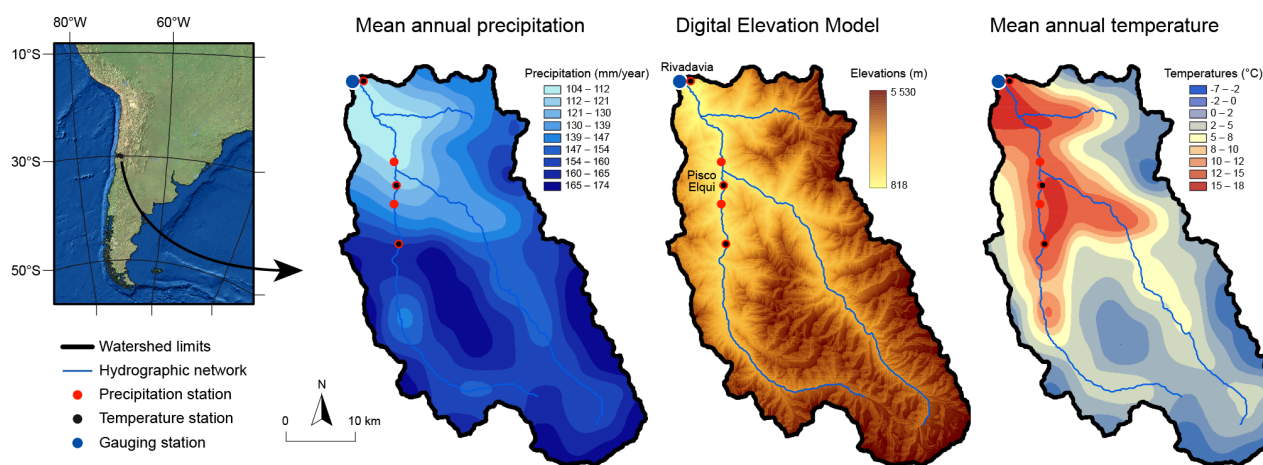 80°W
60°W
10°S
30°S
50°S
Watershed limits
Hydrographic network
Precipitation station
Temperature station
Gauging station
N
0
10 km
Mean annual precipitation
Precipitation (mm/year)
104 – 112
112 – 121
121 – 130
130 – 139
139 – 147
147 – 154
154 – 160
160 – 165
165 – 174
Digital Elevation Model
Rivadavia
Pisco
Elqui
Elevations (m)
5 530
818
Mean annual temperature
Temperatures (°C)
-7 – -2
-2 – 0
0 – 2
2 – 5
5 – 8
8 – 10
10 – 12
12 – 15
15 – 18